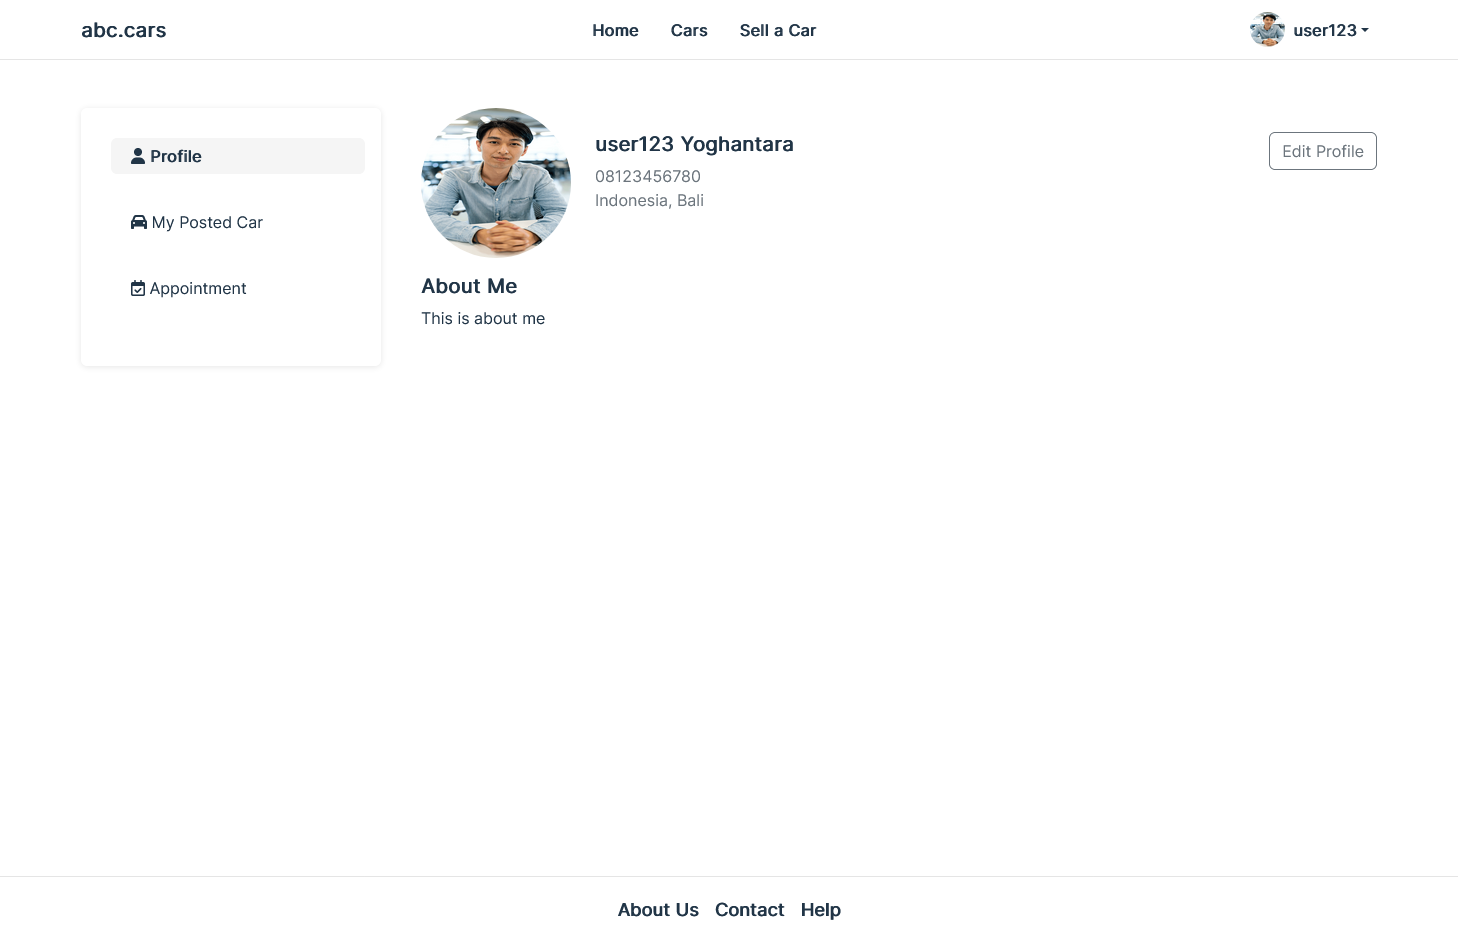 abc.cars
Home
Cars
Sell a Car
user123
Profile
My Posted Car
Appointment
user123 Yoghantara
08123456780
Indonesia, Bali
Edit Profile
About Me
This is about me
About Us
Contact
Help